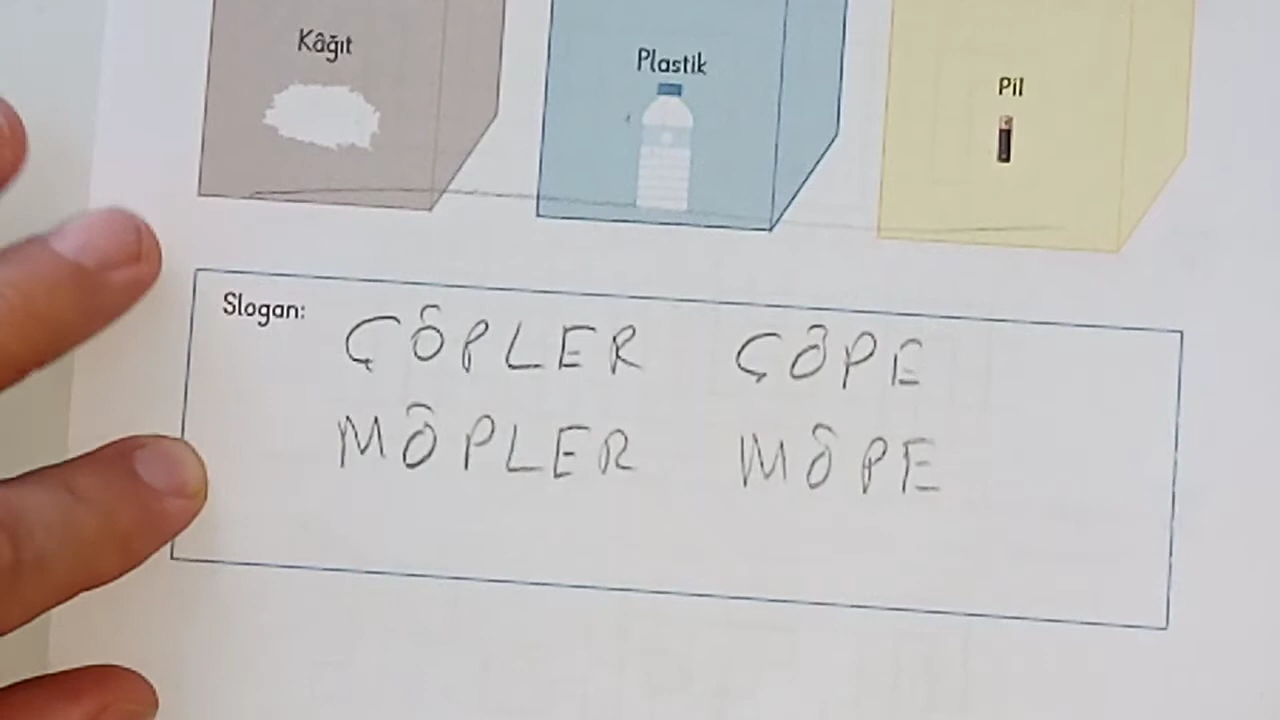 Kâğıt
Plastik
Pil
Slogan:
ÇÖPLER ÇÖPE
MÖPLER MÖPE